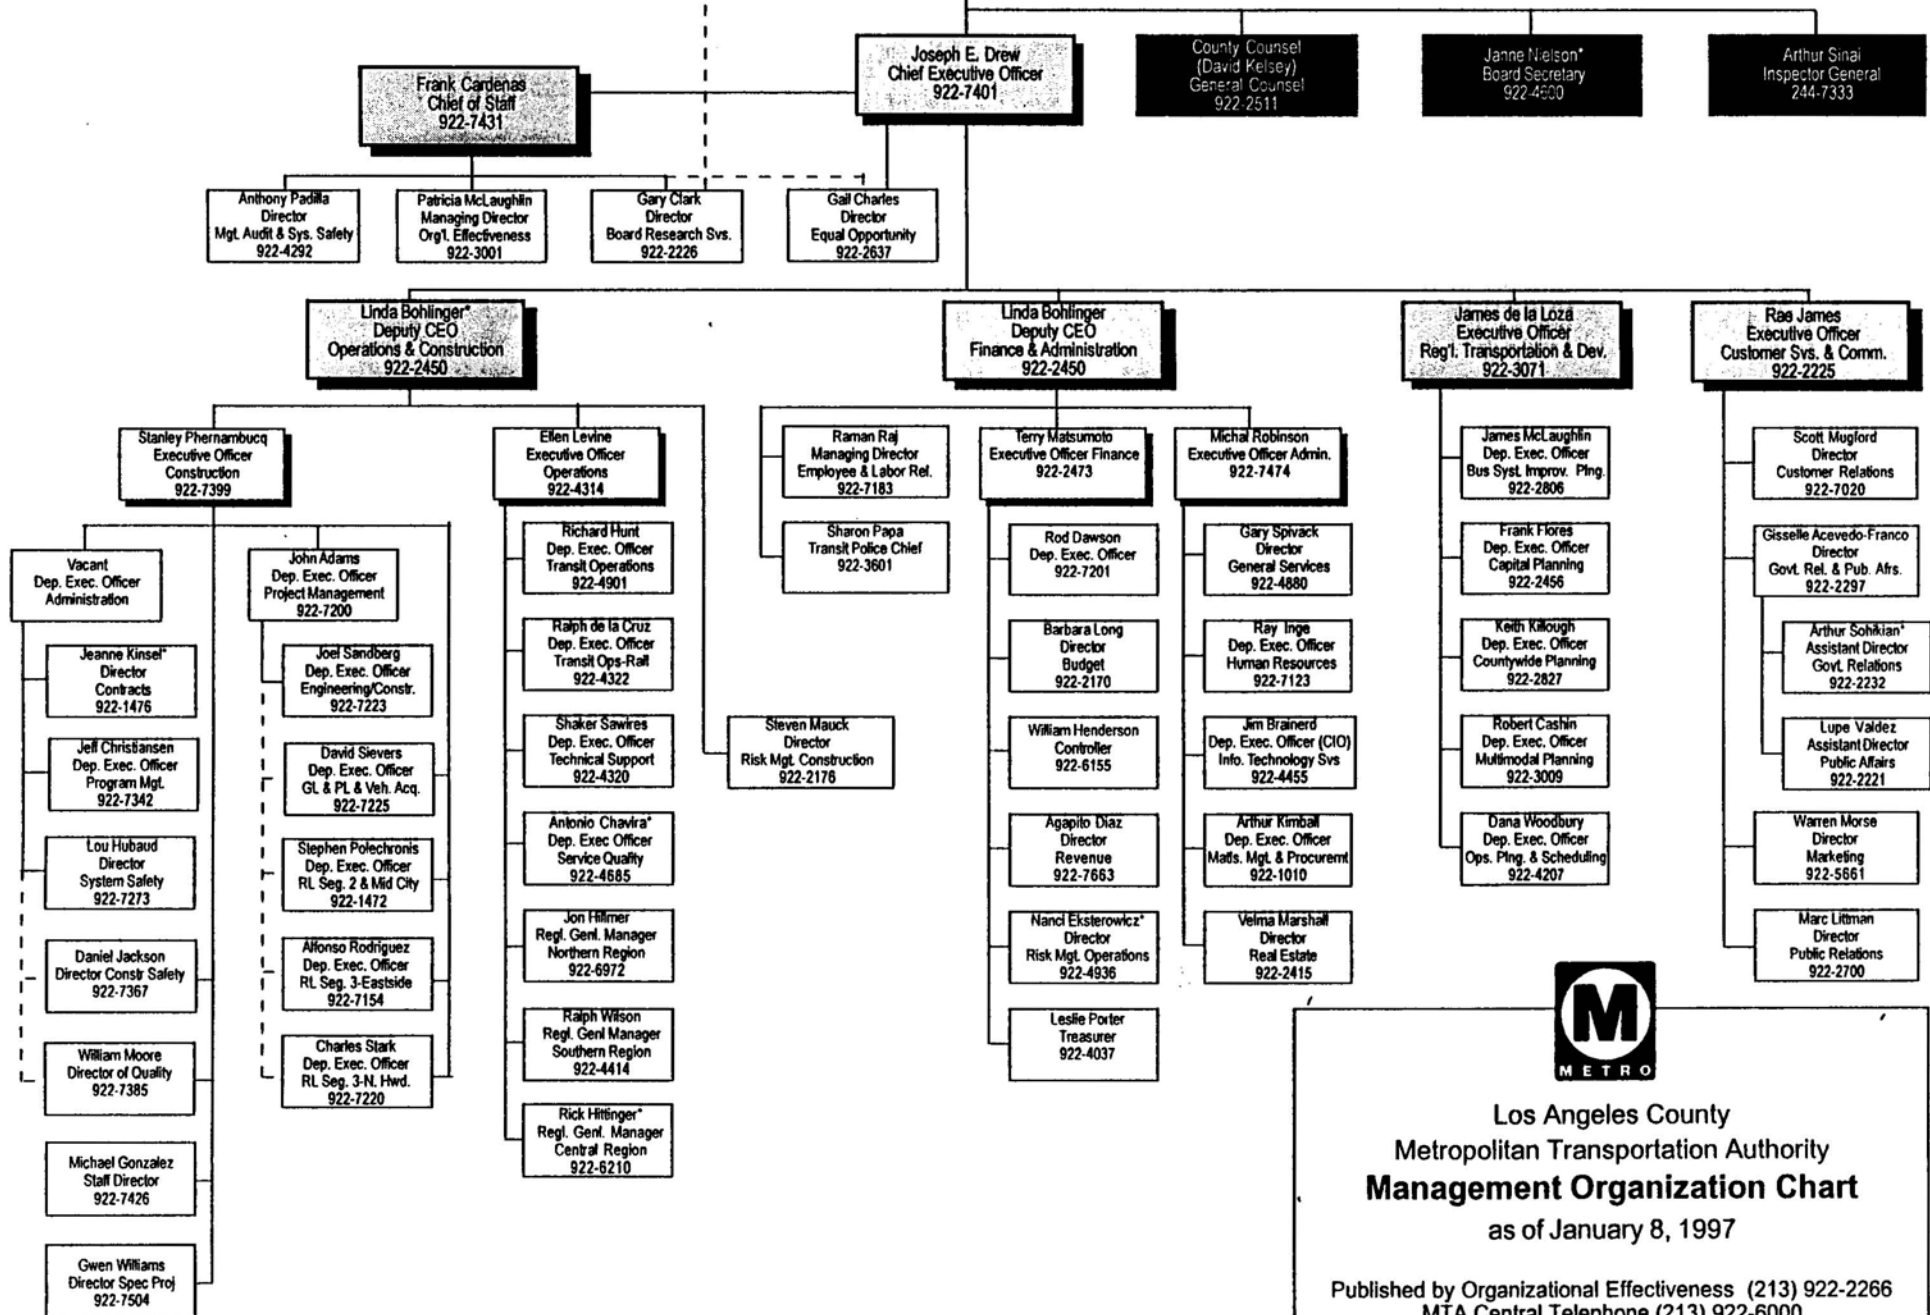 Joseph E. Drew
Chief Executive Officer
922-7401
County Counsel
(David Kelsey)
General Counsel
922-2511
Janne Nielson*
Board Secretary
922-4600
Arthur Sinai
Inspector General
244-7333
Frank Cardenas
Chief of Staff
922-7431
Anthony Padilla
Director
Mgt. Audit & Sys. Safety
922-4292
Patricia McLaughlin
Managing Director
Org'l. Effectiveness
922-3001
Gary Clark
Director
Board Research Svs.
922-2226
Gail Charles
Director
Equal Opportunity
922-2637
Linda Bohlinger*
Deputy CEO
Operations & Construction
922-2450
Linda Bohlinger
Deputy CEO
Finance & Administration
922-2450
James de la Loza
Executive Officer
Reg'l. Transportation & Dev.
922-3071
Rae James
Executive Officer
Customer Svs. & Comm.
922-2225
Stanley Phernambucq
Executive Officer
Construction
922-7399
Vacant
Dep. Exec. Officer
Administration
Jeanne Kinsel*
Director
Contracts
922-1476
Jeff Christiansen
Dep. Exec. Officer
Program Mgt.
922-7342
Lou Hubaud
Director
System Safety
922-7273
Daniel Jackson
Director Constr Safety
922-7367
William Moore
Director of Quality
922-7385
Michael Gonzalez
Staff Director
922-7426
Gwen Williams
Director Spec Proj
922-7504
John Adams
Dep. Exec. Officer
Project Management
922-7200
Joel Sandberg
Dep. Exec. Officer
Engineering/Constr.
922-7223
David Sievers
Dep. Exec. Officer
GL & PL & Veh. Acq.
922-7225
Stephen Polechronis
Dep. Exec. Officer
RL Seg. 2 & Mid City
922-1472
Alfonso Rodriguez
Dep. Exec. Officer
RL Seg. 3-Eastside
922-7154
Charles Stark
Dep. Exec. Officer
RL Seg. 3-N. Hwd.
922-7220
Ellen Levine
Executive Officer
Operations
922-4314
Richard Hunt
Dep. Exec. Officer
Transit Operations
922-4901
Ralph de la Cruz
Dep. Exec. Officer
Transit Ops-Rail
922-4322
Shaker Sawires
Dep. Exec. Officer
Technical Support
922-4320
Antonio Chavira*
Dep. Exec Officer
Service Quality
922-4685
Jon Hillmer
Regl. Genl. Manager
Northern Region
922-6972
Ralph Wilson
Regl. Genl Manager
Southern Region
922-4414
Rick Hittinger*
Regl. Genl. Manager
Central Region
922-6210
Steven Mauck
Director
Risk Mgt. Construction
922-2176
Raman Raj
Managing Director
Employee & Labor Rel.
922-7183
Sharon Papa
Transit Police Chief
922-3601
Terry Matsumoto
Executive Officer Finance
922-2473
Rod Dawson
Dep. Exec. Officer
922-7201
Barbara Long
Director
Budget
922-2170
William Henderson
Controller
922-6155
Agapito Diaz
Director
Revenue
922-7663
Nanci Eksterowicz*
Director
Risk Mgt. Operations
922-4936
Leslie Porter
Treasurer
922-4037
Michal Robinson
Executive Officer Admin.
922-7474
Gary Spivack
Director
General Services
922-4880
Ray Inge
Dep. Exec. Officer
Human Resources
922-7123
Jim Brainerd
Dep. Exec. Officer (CIO)
Info. Technology Svs
922-4455
Arthur Kimball
Dep. Exec. Officer
Matls. Mgt. & Procuremt
922-1010
Velma Marshall
Director
Real Estate
922-2415
James McLaughlin
Dep. Exec. Officer
Bus Syst. Improv. Plng.
922-2806
Frank Flores
Dep. Exec. Officer
Capital Planning
922-2456
Keith Killough
Dep. Exec. Officer
Countywide Planning
922-2827
Robert Cashin
Dep. Exec. Officer
Multimodal Planning
922-3009
Dana Woodbury
Dep. Exec. Officer
Ops. Plng. & Scheduling
922-4207
Scott Mugford
Director
Customer Relations
922-7020
Gisselle Acevedo-Franco
Director
Govt. Rel. & Pub. Afrs.
922-2297
Arthur Sohikian*
Assistant Director
Govt. Relations
922-2232
Lupe Valdez
Assistant Director
Public Affairs
922-2221
Warren Morse
Director
Marketing
922-5661
Marc Littman
Director
Public Relations
922-2700
M
METRO
Los Angeles County
Metropolitan Transportation Authority
Management Organization Chart
as of January 8, 1997
Published by Organizational Effectiveness (213) 922-2266
MTA Central Telephone (213) 922-6000